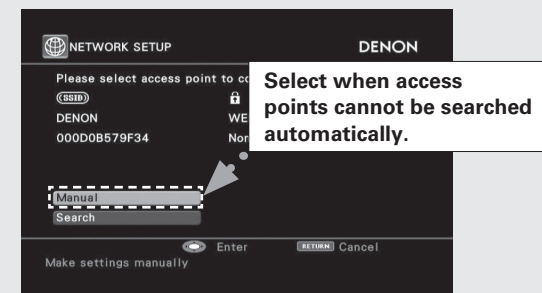 NETWORK SETUP
DENON
Please select access point to
Select when access
points cannot be searched
automatically.
SSID
DENON
000D0B579F34
Manual
Search
Enter
RETURN Cancel
Make settings manually